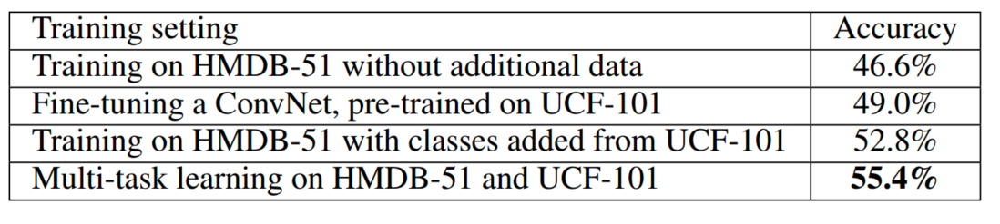 Training setting Accuracy
Training on HMDB-51 without additional data 46.6%
Fine-tuning a ConvNet, pre-trained on UCF-101 49.0%
Training on HMDB-51 with classes added from UCF-101 52.8%
Multi-task learning on HMDB-51 and UCF-101 55.4%